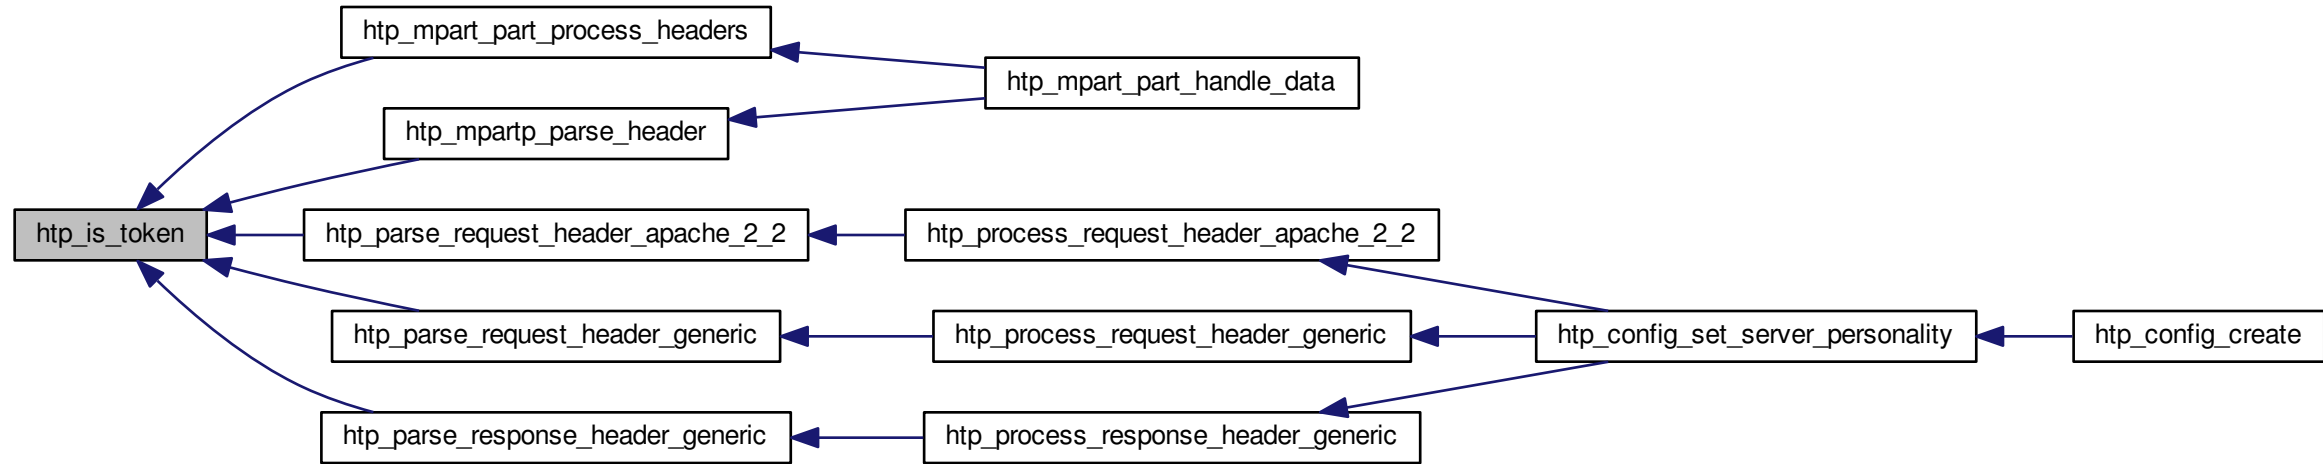 htp_mpart_part_process_headers
htp_mpart_part_handle_data
htp_mpartp_parse_header
htp_is_token
htp_parse_request_header_apache_2_2
htp_process_request_header_apache_2_2
htp_parse_request_header_generic
htp_process_request_header_generic
htp_config_set_server_personality
htp_config_create
htp_parse_response_header_generic
htp_process_response_header_generic